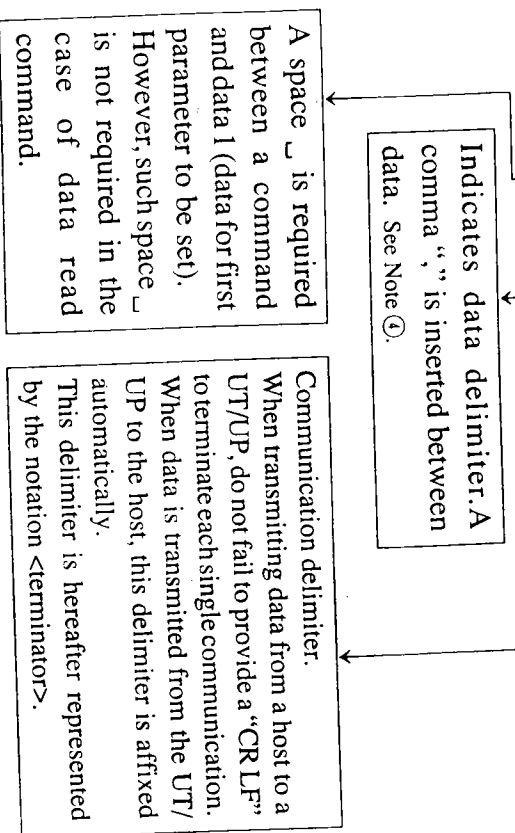 Indicates data delimiter. A
comma “,” is inserted between
data. See Note ④.
A space ␣ is required
between a command
and data 1 (data for first
parameter to be set).
However, such space ␣
is not required in the
case of data read
command.
Communication delimiter.
When transmitting data from a host to a
UT/UP, do not fail to provide a “CR LF”
to terminate each single communication.
When data is transmitted from the UT/
UP to the host, this delimiter is affixed
automatically.
This delimiter is hereafter represented
by the notation <terminator>.